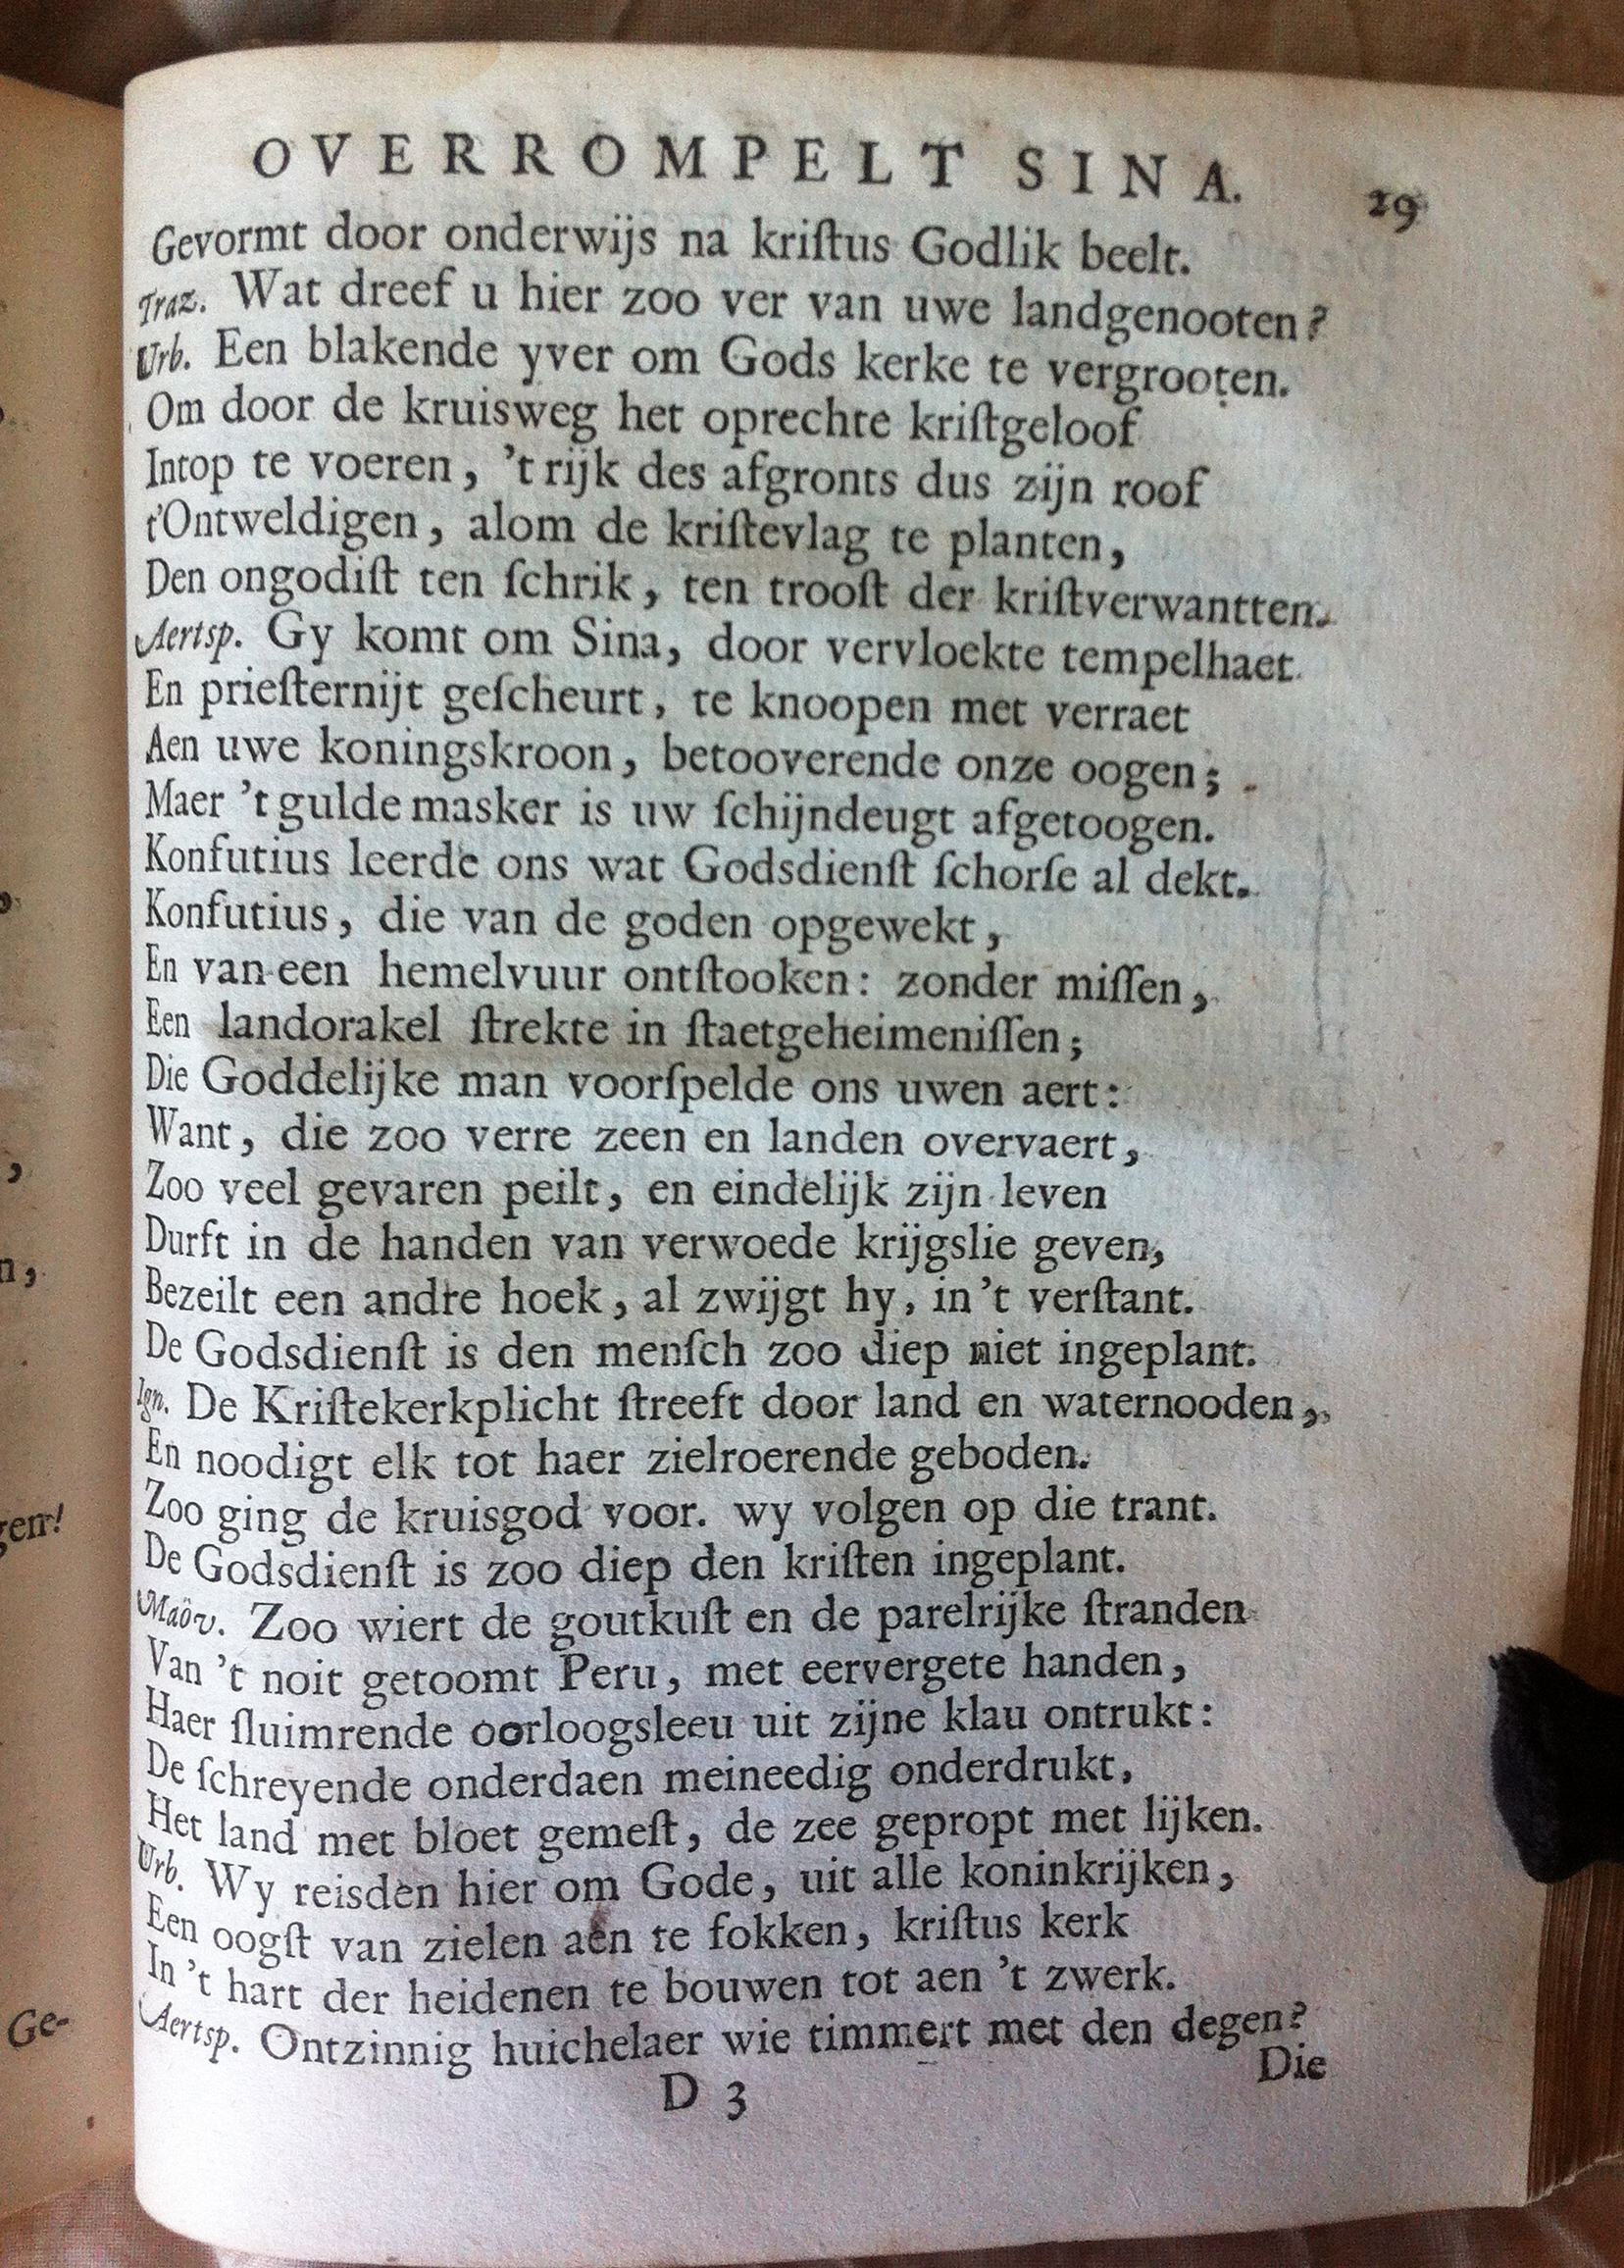 OVERROMPELT SINA. 29
Gevormt door onderwijs na kriſtus Godlik beelt.
Traz. Wat dreef u hier zoo ver van uwe landgenooten?
Urb. Een blakende yver om Gods kerke te vergrooten.
Om door de kruisweg het oprechte kriſtgeloof
Intop te voeren, 't rijk des afgronts dus zijn roof
t'Ontweldigen, alom de kriſtevlag te planten,
Den ongodiſt ten ſchrik, ten trooſt der kriſtverwantten.
Aertsp. Gy komt om Sina, door vervloekte tempelhaet
En prieſternijt geſcheurt, te knoopen met verraet
Aen uwe koningskroon, betooverende onze oogen;
Maer 't gulde masker is uw ſchijndeugt afgetoogen.
Konfutius leerde ons wat Godsdienſt ſchorſe al dekt.
Konfutius, die van de goden opgewekt,
En van een hemelvuur ontſtooken: zonder miſſen,
Een landorakel ſtrekte in ſtaetgeheimeniſſen;
Die Goddelijke man voorſpelde ons uwen aert:
Want, die zoo verre zeen en landen overvaert,
Zoo veel gevaren peilt, en eindelijk zijn leven
Durft in de handen van verwoede krijgslie geven,
Bezeilt een andre hoek, al zwijgt hy, in 't verſtant.
De Godsdienſt is den menſch zoo diep niet ingeplant.
Ign. De Kriſtekerkplicht ſtreeft door land en waternooden,
En noodigt elk tot haer zielroerende geboden.
Zoo ging de kruisgod voor. wy volgen op die trant.
De Godsdienſt is zoo diep den kriſten ingeplant.
Maôv. Zoo wiert de goutkuſt en de parelrijke ſtranden
Van 't noit getoomt Peru, met eervergete handen,
Haer ſluimrende oorloogsleeu uit zijne klau ontrukt:
De ſchreyende onderdaen meineedig onderdrukt,
Het land met bloet gemeſt, de zee gepropt met lijken.
Urb. Wy reisden hier om Gode, uit alle koninkrijken,
Een oogſt van zielen aen te fokken, kriſtus kerk
In 't hart der heidenen te bouwen tot aen 't zwerk.
Aertsp. Ontzinnig huichelaer wie timmert met den degen?
Die
D 3
gen!
Ge-